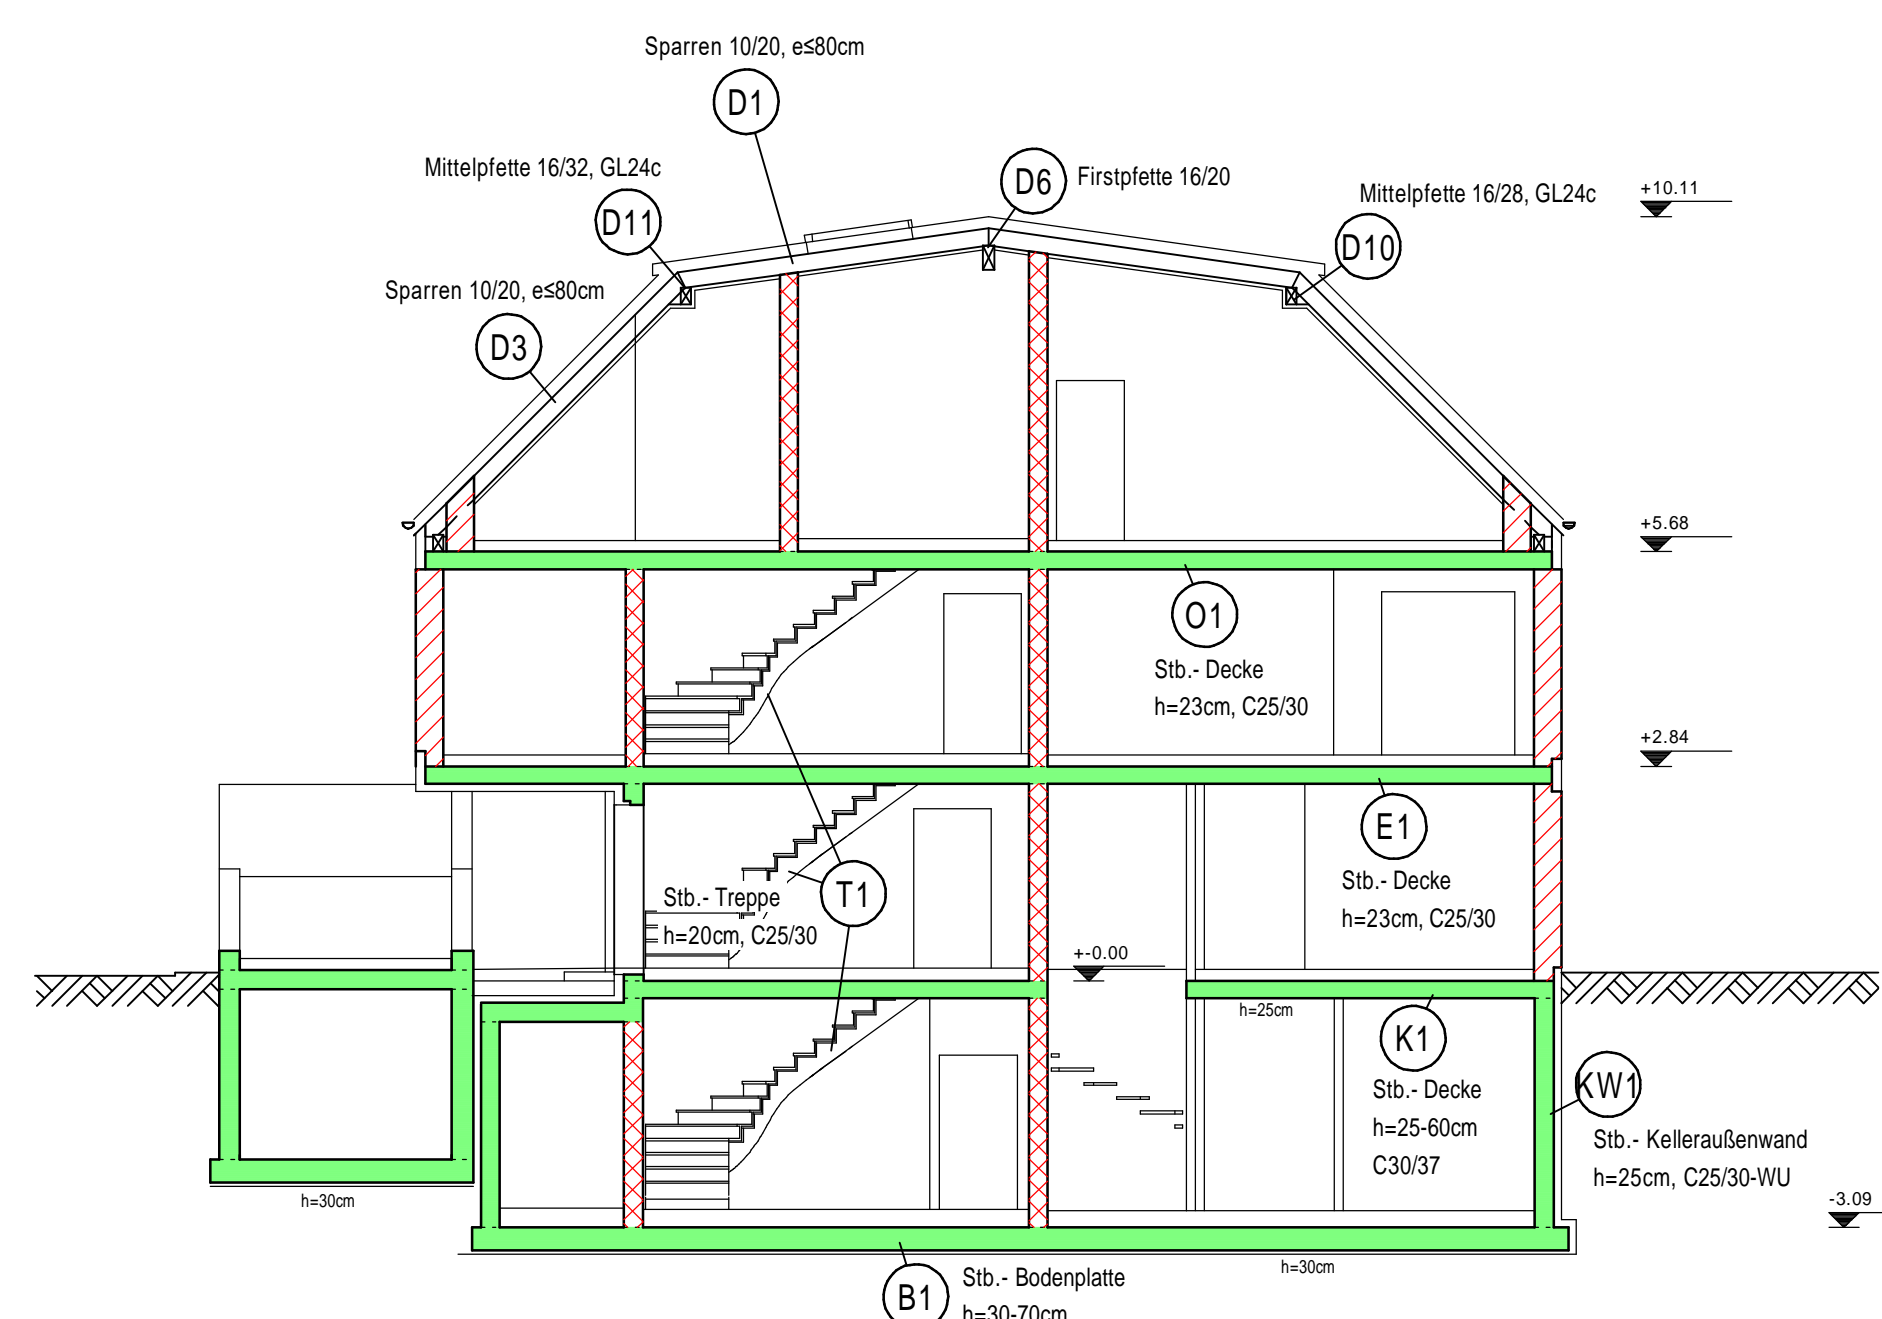 Sparren 10/20, e≤80cm
D1
Mittelpfette 16/32, GL24c
D6
Firstpfette 16/20
Mittelpfette 16/28, GL24c
+10.11
D11
D10
Sparren 10/20, e≤80cm
D3
+5.68
O1
Stb.- Decke
h=23cm, C25/30
+2.84
E1
Stb.- Decke
h=23cm, C25/30
T1
Stb.- Treppe
h=20cm, C25/30
+-0.00
h=25cm
K1
Stb.- Decke
h=25-60cm
C30/37
KW1
Stb.- Kelleraußenwand
h=25cm, C25/30-WU
-3.09
h=30cm
h=30cm
B1
Stb.- Bodenplatte
h=30-70cm